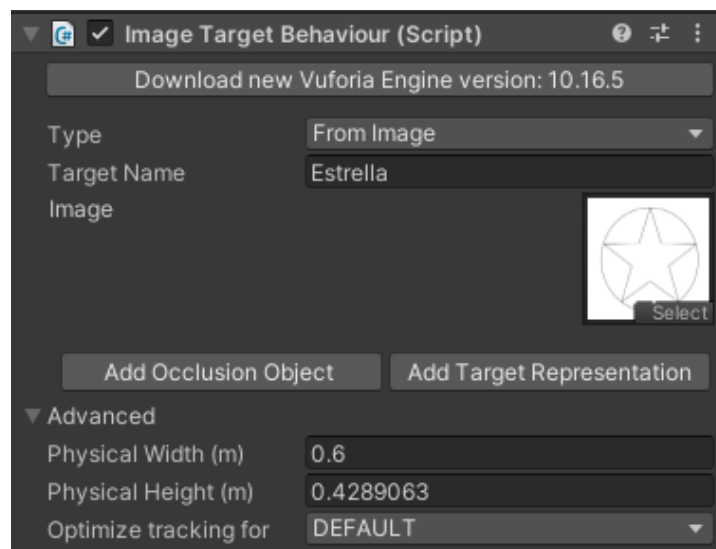 Image Target Behaviour (Script)
Download new Vuforia Engine version: 10.16.5
Type From Image
Target Name Estrella
Image
Select
Add Occlusion Object Add Target Representation
Advanced
Physical Width (m) 0.6
Physical Height (m) 0.4289063
Optimize tracking for DEFAULT